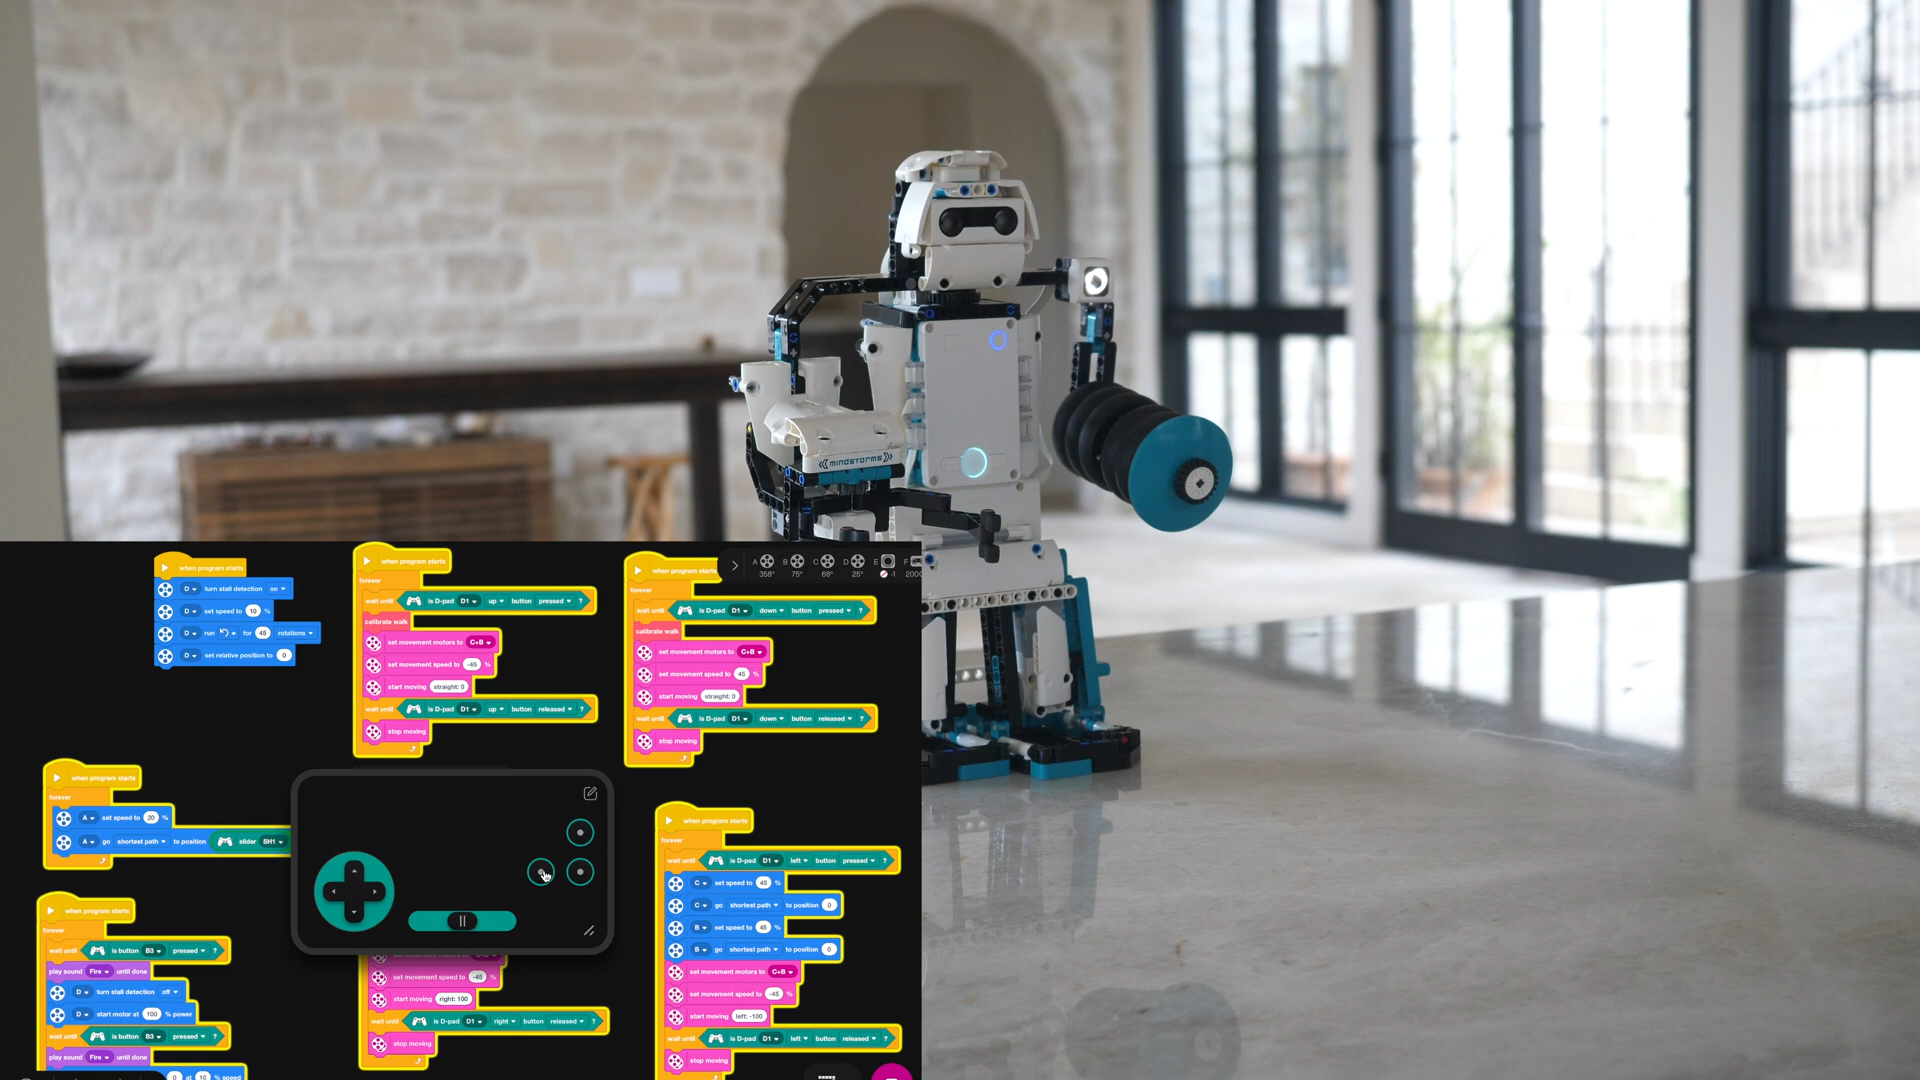 mindstorms
A B C D E F
358° 75° 68° 25° -1
when program starts
D turn stall detection on
D set speed to 10 %
D run for 45 rotations
D set relative position to 0
when program starts
forever
wait until is D-pad D1 up button pressed ?
calibrate walk
set movement motors to C+B
set movement speed to -45 %
start moving straight: 0
wait until is D-pad D1 up button released ?
stop moving
when program starts
forever
wait until is D-pad D1 down button pressed ?
calibrate walk
set movement motors to C+B
set movement speed to 45 %
start moving straight: 0
wait until is D-pad D1 down button released ?
stop moving
when program starts
forever
A set speed to 20 %
A go shortest path to position slider SH1
when program starts
forever
wait until is button B3 pressed ?
play sound Fire until done
D turn stall detection off
D start motor at 100 % power
wait until is button B3 pressed ?
play sound Fire until done
0 at 10 % speed
set movement speed to -45 %
start moving right: 100
wait until is D-pad D1 right button released ?
stop moving
when program starts
forever
wait until is D-pad D1 left button pressed ?
C set speed to 45 %
C go shortest path to position 0
B set speed to 45 %
B go shortest path to position 0
set movement motors to C+B
set movement speed to -45 %
start moving left: -100
wait until is D-pad D1 left button released ?
stop moving